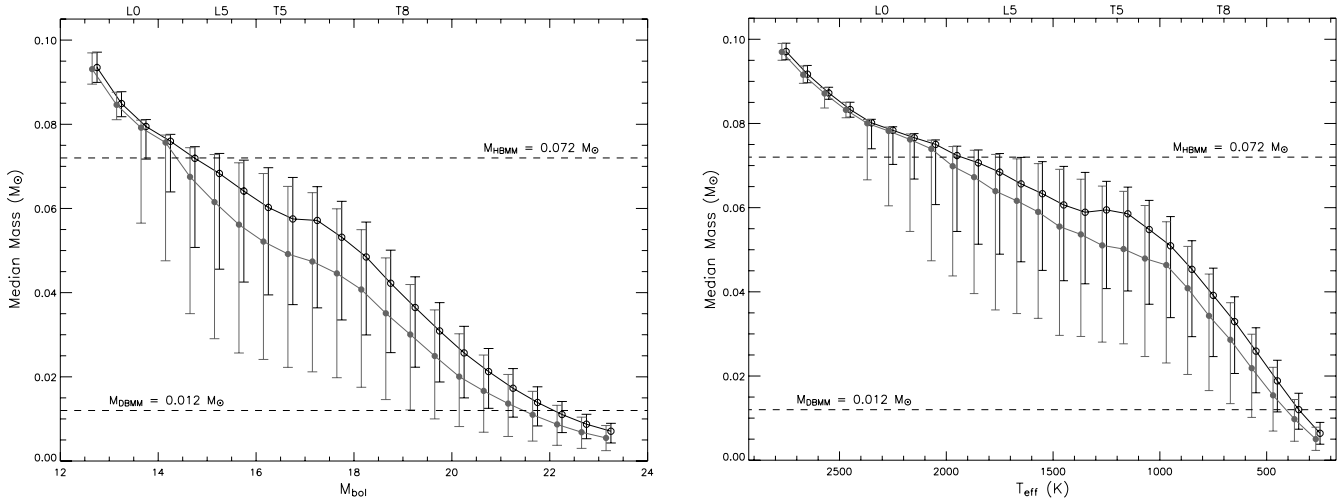 L0 L5 T5 T8
0.10
0.08
0.06
0.04
0.02
0.00
Median Mass (M☉)
M_HBMM = 0.072 M☉
M_DBMM = 0.012 M☉
12 14 16 18 20 22 24
M_bol
L0 L5 T5 T8
0.10
0.08
0.06
0.04
0.02
0.00
Median Mass (M☉)
M_HBMM = 0.072 M☉
M_DBMM = 0.012 M☉
2500 2000 1500 1000 500
T_eff (K)